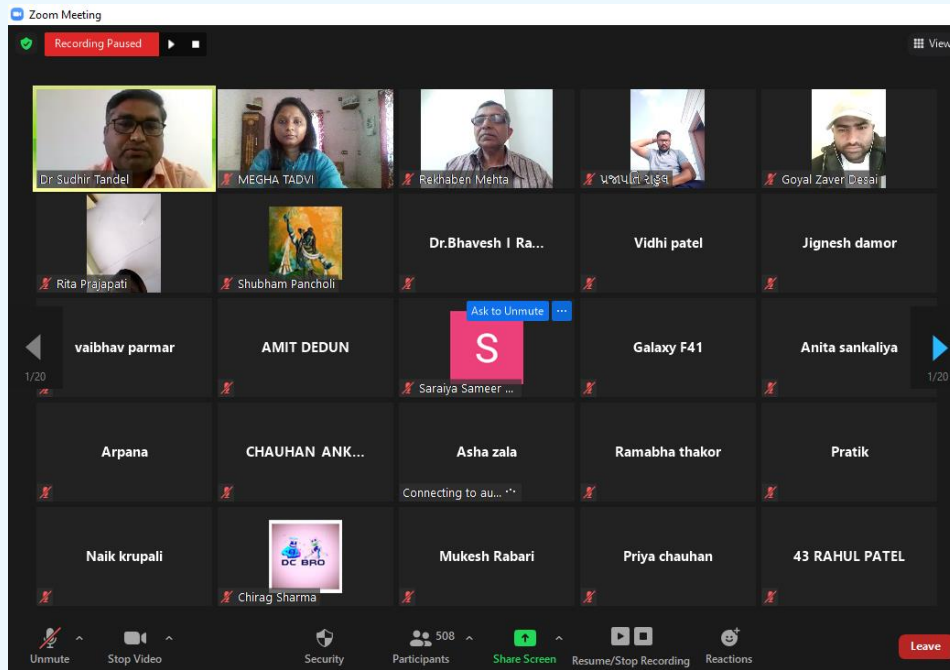 Zoom Meeting
Recording Paused
View
Dr Sudhir Tandel
MEGHA TADVI
Rekhaben Mehta
પ્રજાપતિ રાહુલ
Goyal Zaver Desai
Rita Prajapati
Shubham Pancholi
Dr.Bhavesh I Ra...
Vidhi patel
Jignesh damor
Ask to Unmute ...
1/20
vaibhav parmar
AMIT DEDUN
S
Saraiya Sameer ...
Galaxy F41
Anita sankaliya
1/20
Arpana
CHAUHAN ANK...
Asha zala
Connecting to au...
Ramabha thakor
Pratik
Naik krupali
DC BRO
Chirag Sharma
Mukesh Rabari
Priya chauhan
43 RAHUL PATEL
Unmute
Stop Video
Security
508
Participants
Share Screen
Resume/Stop Recording
Reactions
Leave